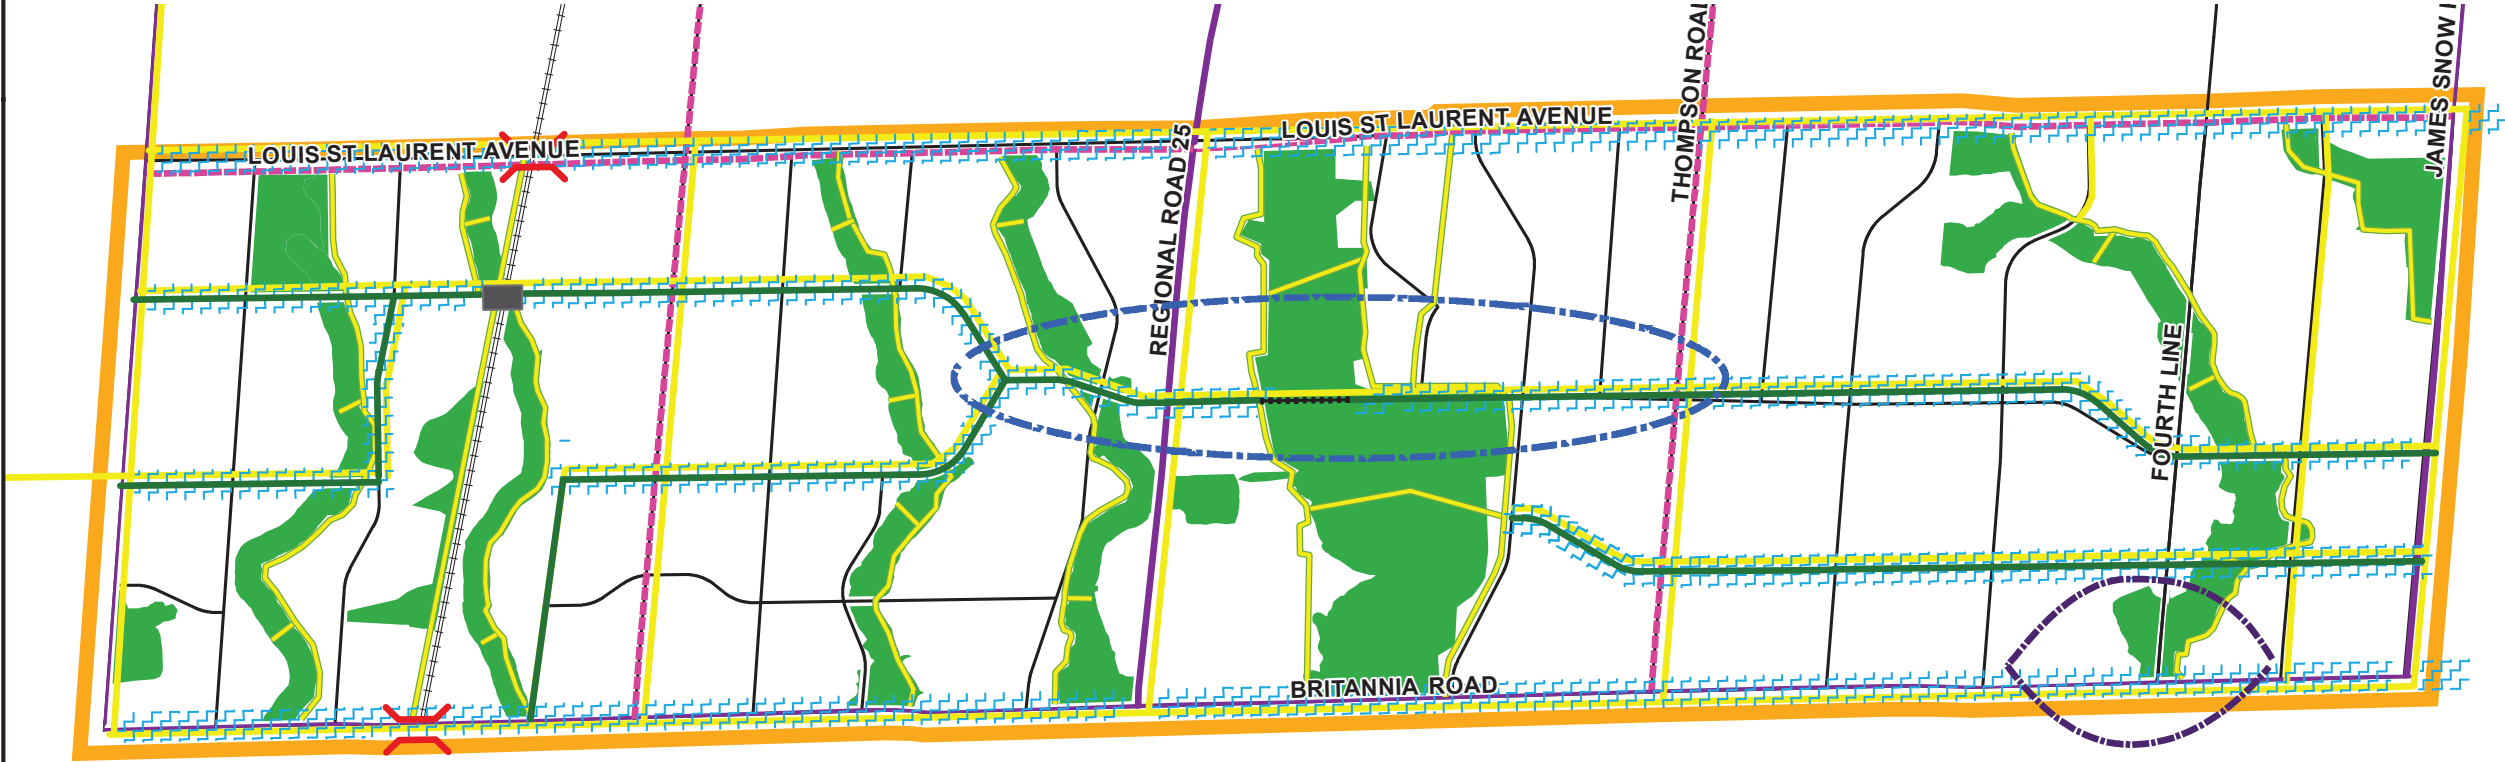 LOUIS ST LAURENT AVENUE
LOUIS ST LAURENT AVENUE
REGIONAL ROAD 25
THOMPSON ROA
JAMES SNOW
FOURTH LINE
BRITANNIA ROAD